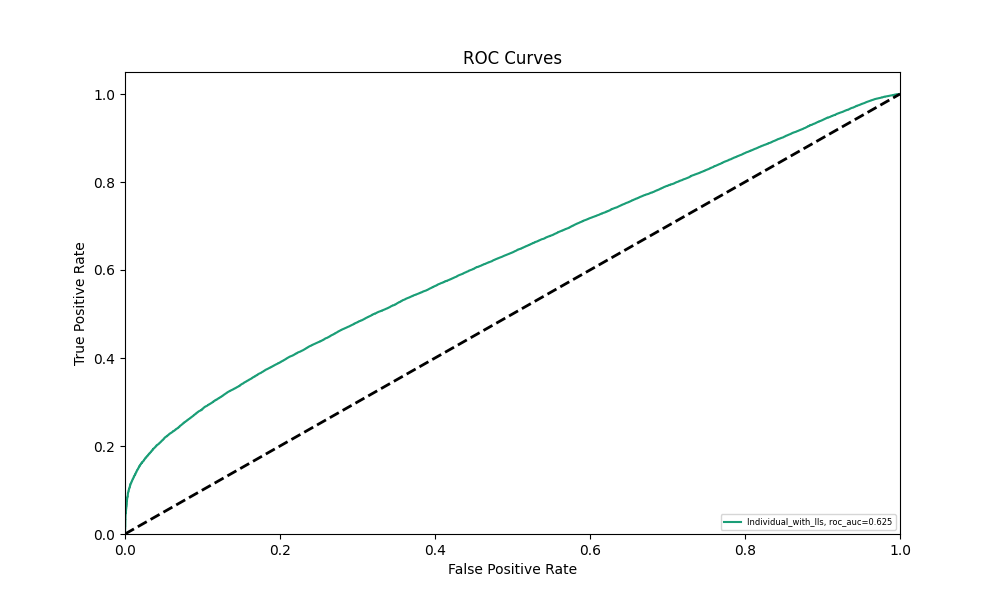 ROC Curves
True Positive Rate
1.0
0.8
0.6
0.4
0.2
0.0
0.0 0.2 0.4 0.6 0.8 1.0
False Positive Rate
Individual_with_lls, roc_auc=0.625